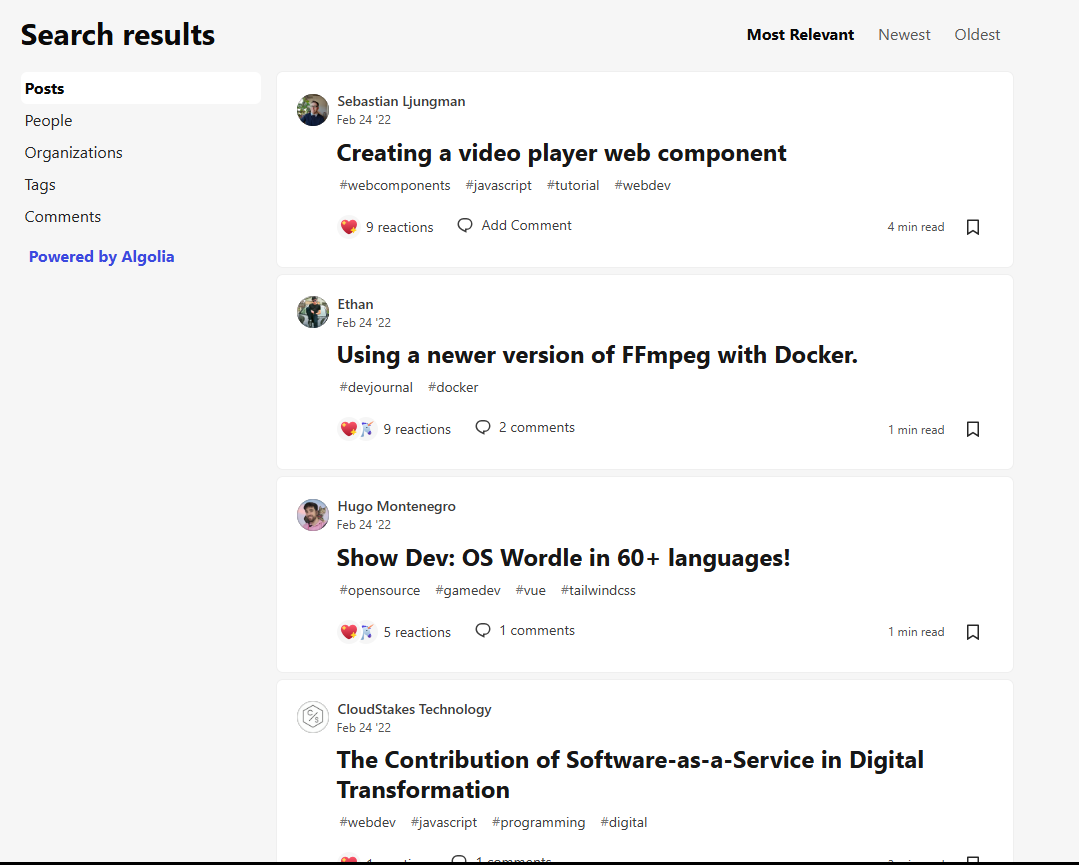 Search results
Most Relevant Newest Oldest
Posts
People
Organizations
Tags
Comments
Powered by Algolia
Sebastian Ljungman
Feb 24 '22
Creating a video player web component
#webcomponents #javascript #tutorial #webdev
9 reactions Add Comment 4 min read
Ethan
Feb 24 '22
Using a newer version of FFmpeg with Docker.
#devjournal #docker
9 reactions 2 comments 1 min read
Hugo Montenegro
Feb 24 '22
Show Dev: OS Wordle in 60+ languages!
#opensource #gamedev #vue #tailwindcss
5 reactions 1 comments 1 min read
C/S
CloudStakes Technology
Feb 24 '22
The Contribution of Software-as-a-Service in Digital
Transformation
#webdev #javascript #programming #digital
1 comments